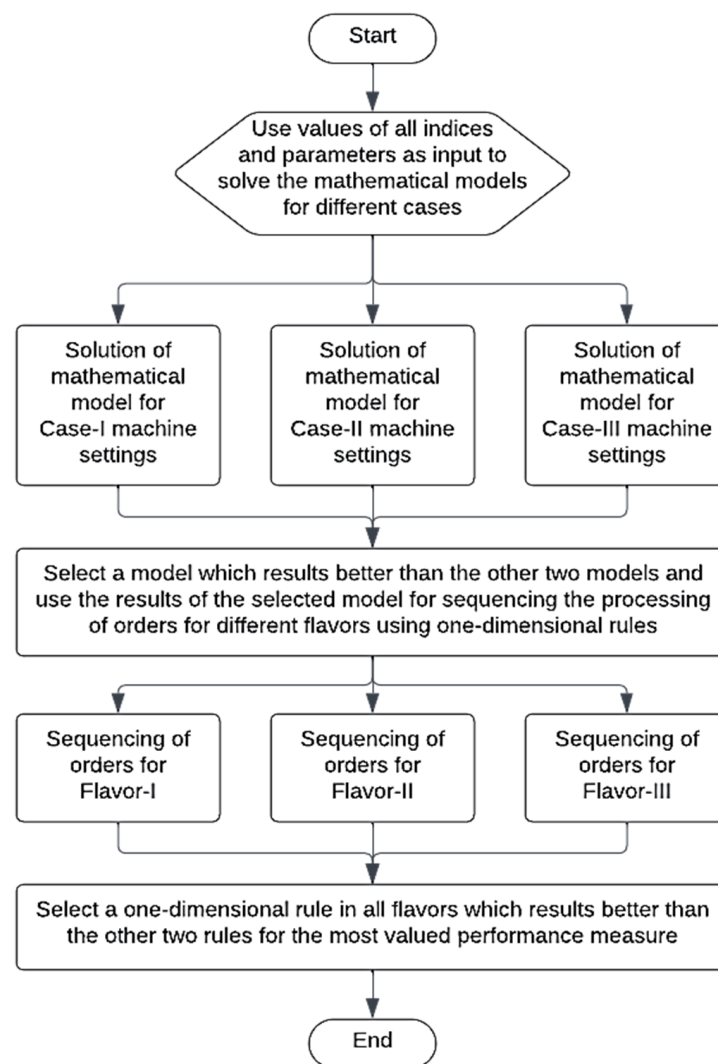 Start
Use values of all indices
and parameters as input to
solve the mathematical models
for different cases
Solution of
mathematical
model for
Case-I machine
settings
Solution of
mathematical
model for
Case-II machine
settings
Solution of
mathematical
model for
Case-III machine
settings
Select a model which results better than the other two models and
use the results of the selected model for sequencing the processing
of orders for different flavors using one-dimensional rules
Sequencing of
orders for
Flavor-I
Sequencing of
orders for
Flavor-II
Sequencing of
orders for
Flavor-III
Select a one-dimensional rule in all flavors which results better than
the other two rules for the most valued performance measure
End